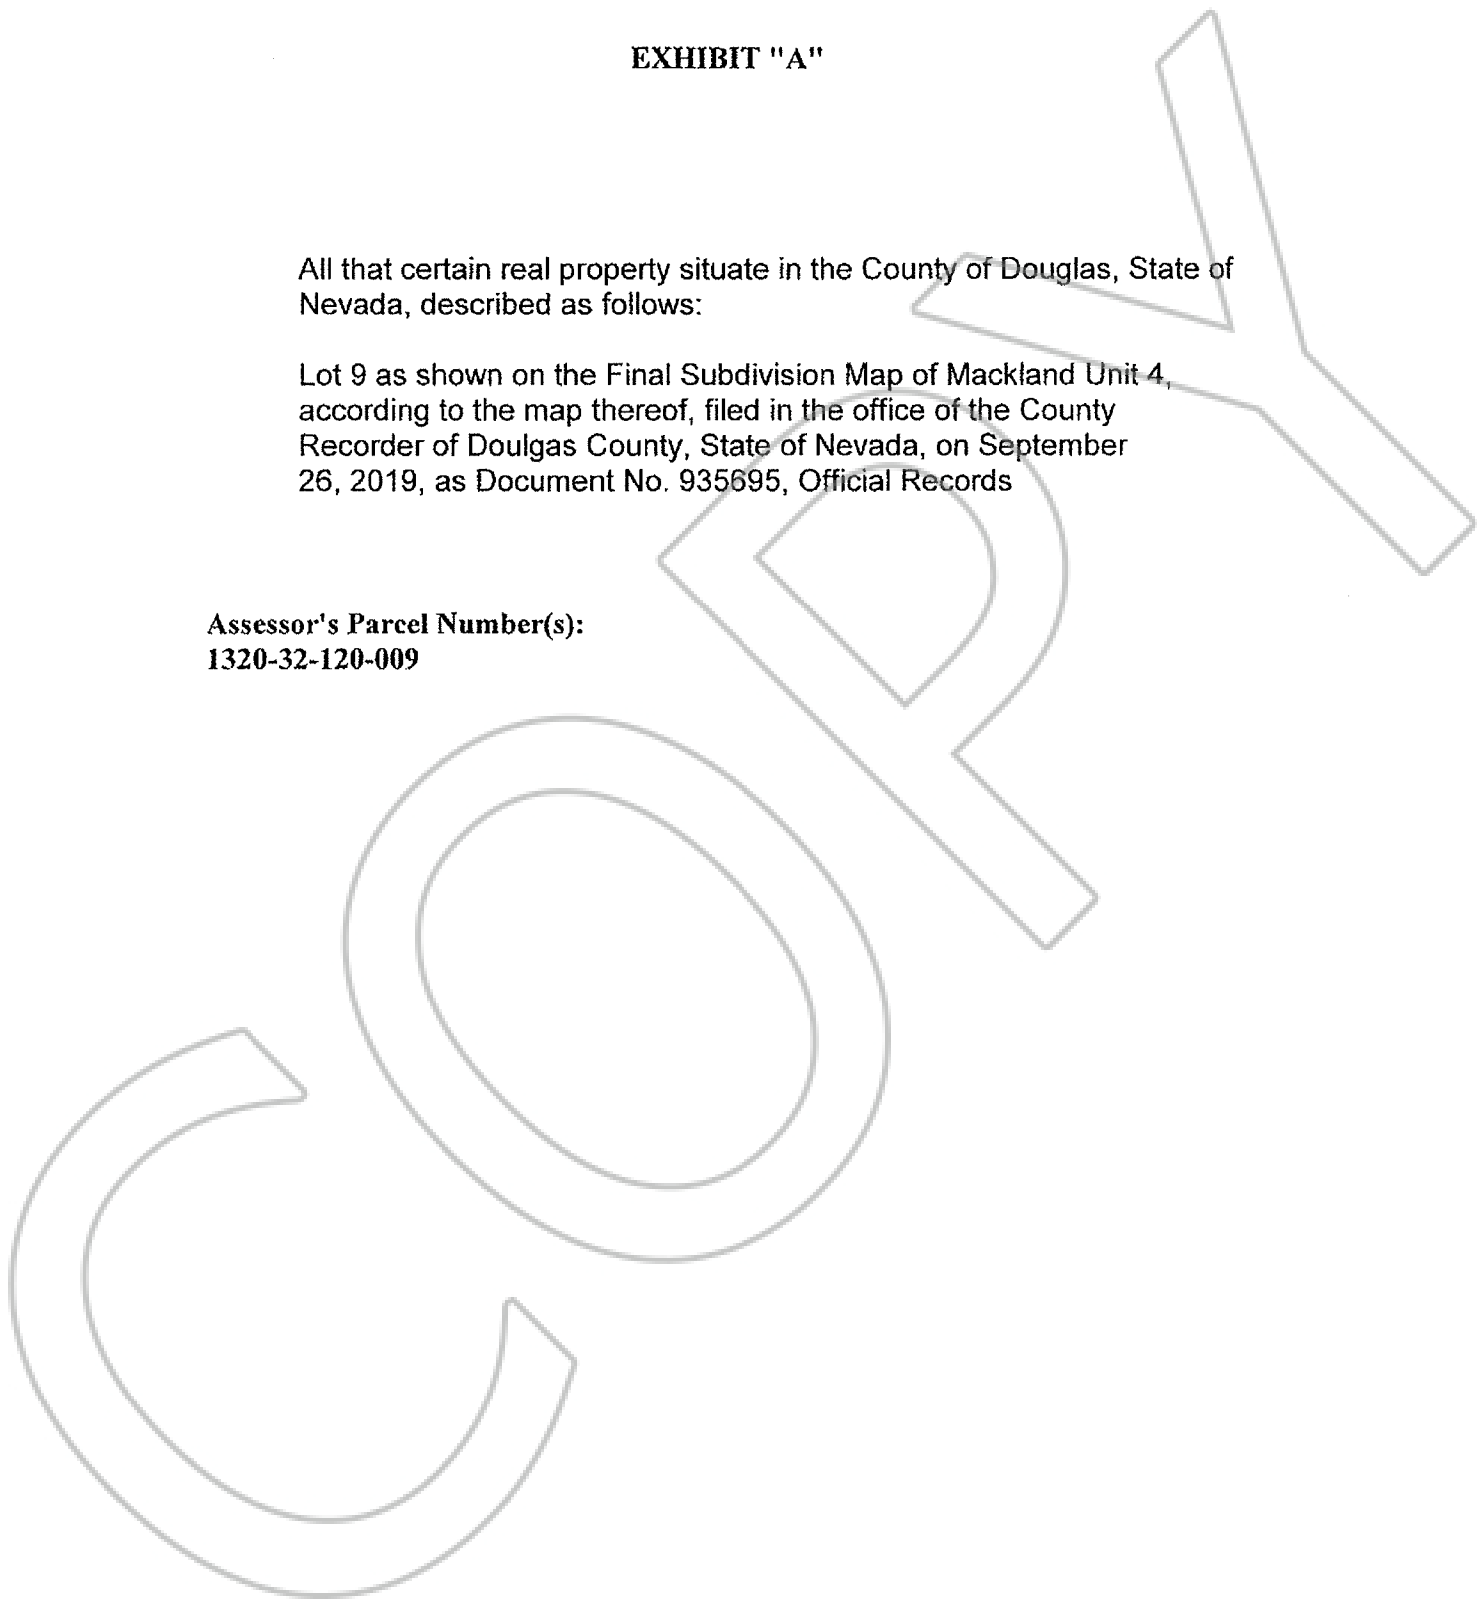 EXHIBIT "A"
All that certain real property situate in the County of Douglas, State of
Nevada, described as follows:
Lot 9 as shown on the Final Subdivision Map of Mackland Unit 4,
according to the map thereof, filed in the office of the County
Recorder of Doulgas County, State of Nevada, on September
26, 2019, as Document No. 935695, Official Records
Assessor's Parcel Number(s):
1320-32-120-009
COPY